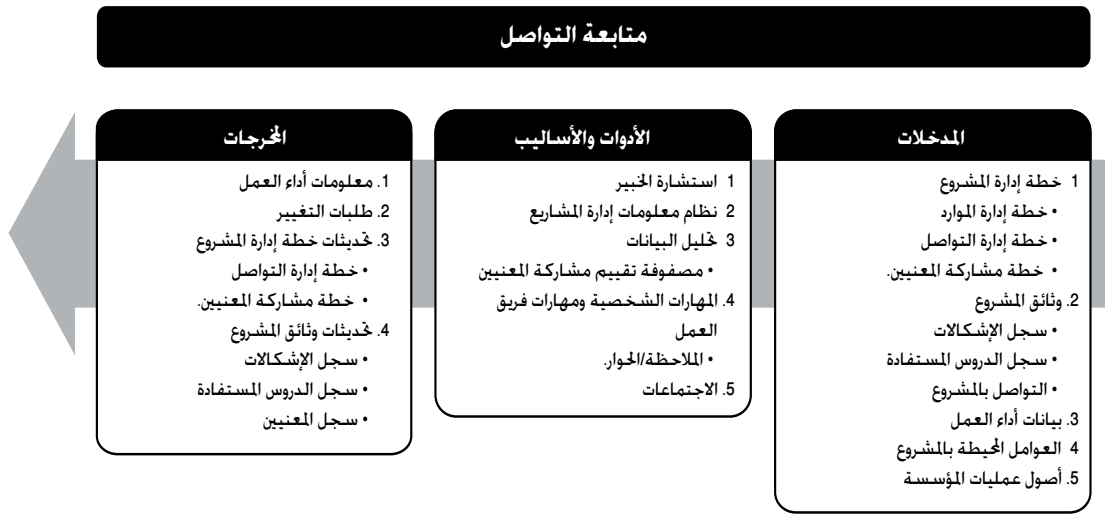 متابعة التواصل
المدخلات
1 خطة إدارة المشروع
• خطة إدارة الموارد
• خطة إدارة التواصل
• خطة مشاركة المعنيين.
2. وثائق المشروع
• سجل الإشكالات
• سجل الدروس المستفادة
• التواصل بالمشروع
3. بيانات أداء العمل
4 العوامل المحيطة بالمشروع
5. أصول عمليات المؤسسة
الأدوات والأساليب
1 استشارة الخبير
2 نظام معلومات إدارة المشاريع
3 تحليل البيانات
• مصفوفة تقييم مشاركة المعنيين
4. المهارات الشخصية ومهارات فريق
العمل
• الملاحظة/الحوار.
5. الاجتماعات
المخرجات
1. معلومات أداء العمل
2. طلبات التغيير
3. تحديثات خطة إدارة المشروع
• خطة إدارة التواصل
• خطة مشاركة المعنيين.
4. تحديثات وثائق المشروع
• سجل الإشكالات
• سجل الدروس المستفادة
• سجل المعنيين